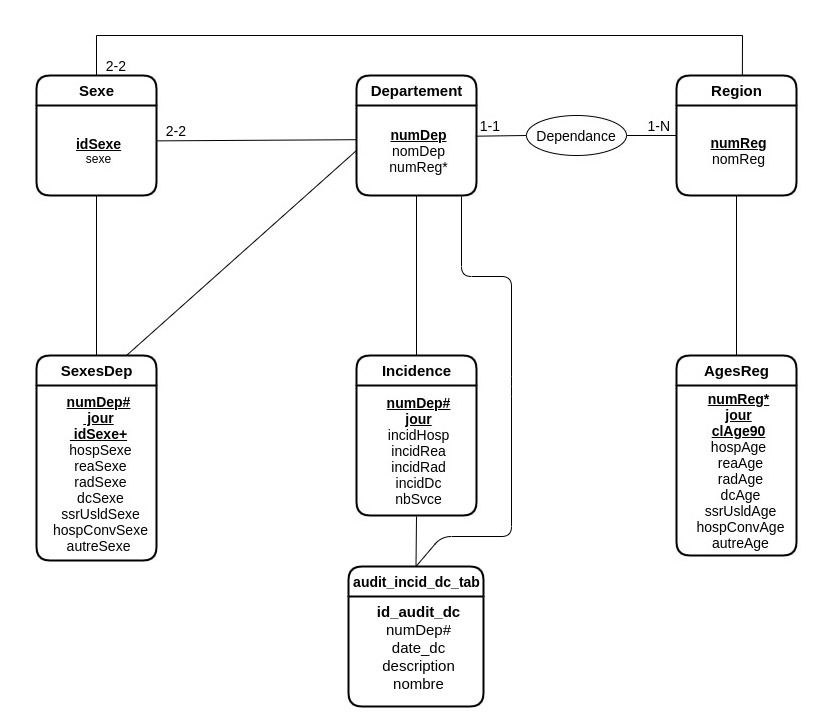 2-2
Sexe
idSexe
sexe
2-2
Departement
numDep
nomDep
numReg*
1-1
Dependance
1-N
Region
numReg
nomReg
SexesDep
numDep#
jour
idSexe+
hospSexe
reaSexe
radSexe
dcSexe
ssrUsldSexe
hospConvSexe
autreSexe
Incidence
numDep#
jour
incidHosp
incidRea
incidRad
incidDc
nbSvce
AgesReg
numReg*
jour
clAge90
hospAge
reaAge
radAge
dcAge
ssrUsldAge
hospConvAge
autreAge
audit_incid_dc_tab
id_audit_dc
numDep#
date_dc
description
nombre